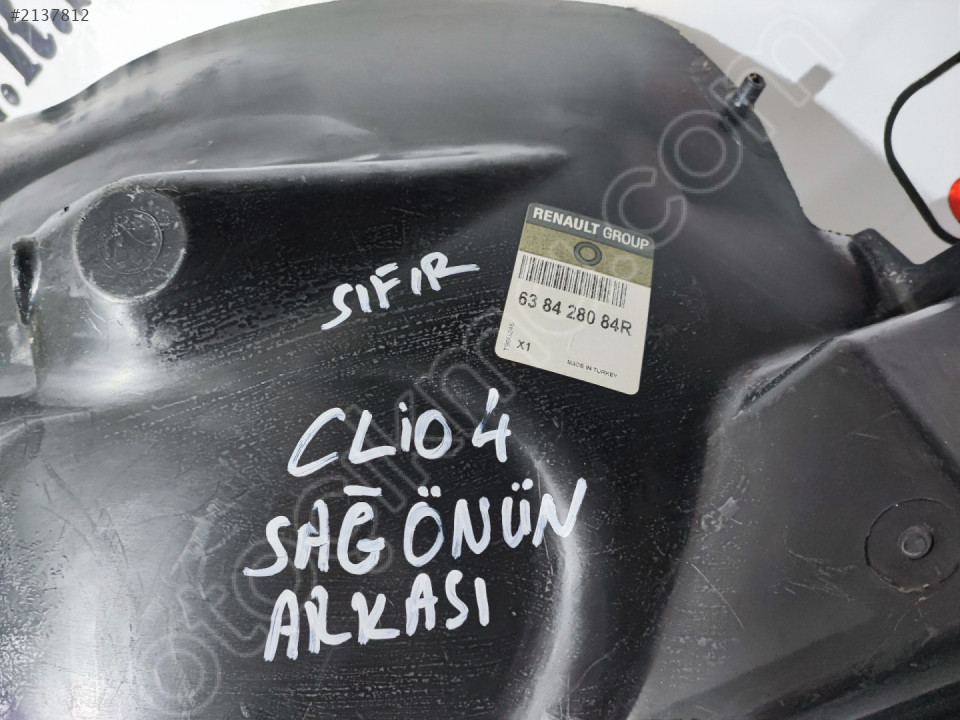 #2137812
RENAULT GROUP
63 84 280 84R
X1
MADE IN TURKEY
SIFIR
CLiO 4
SAĞ ÖNÜN
ARKASI